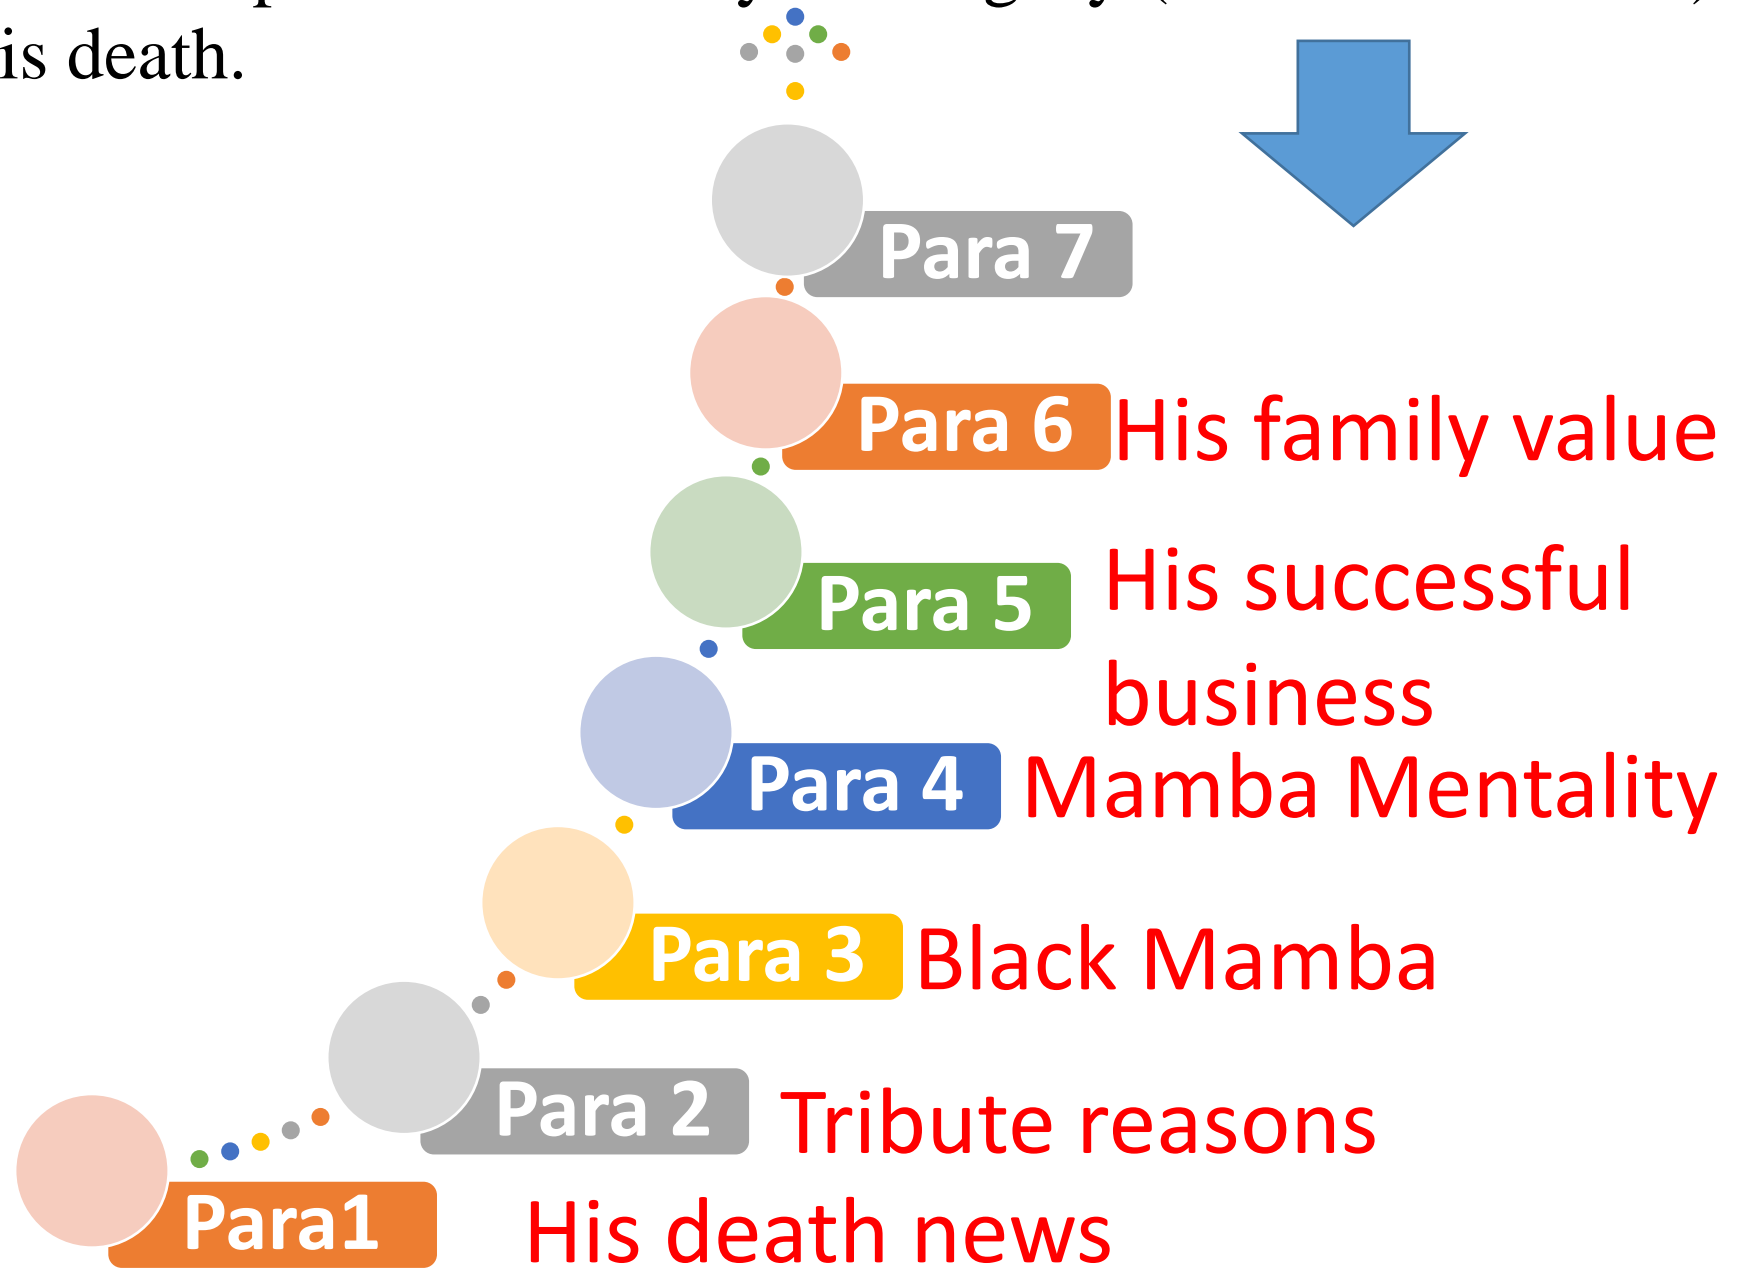 is death.
Para 7
Para 6 His family value
Para 5 His successful
business
Para 4 Mamba Mentality
Para 3 Black Mamba
Para 2 Tribute reasons
Para1 His death news